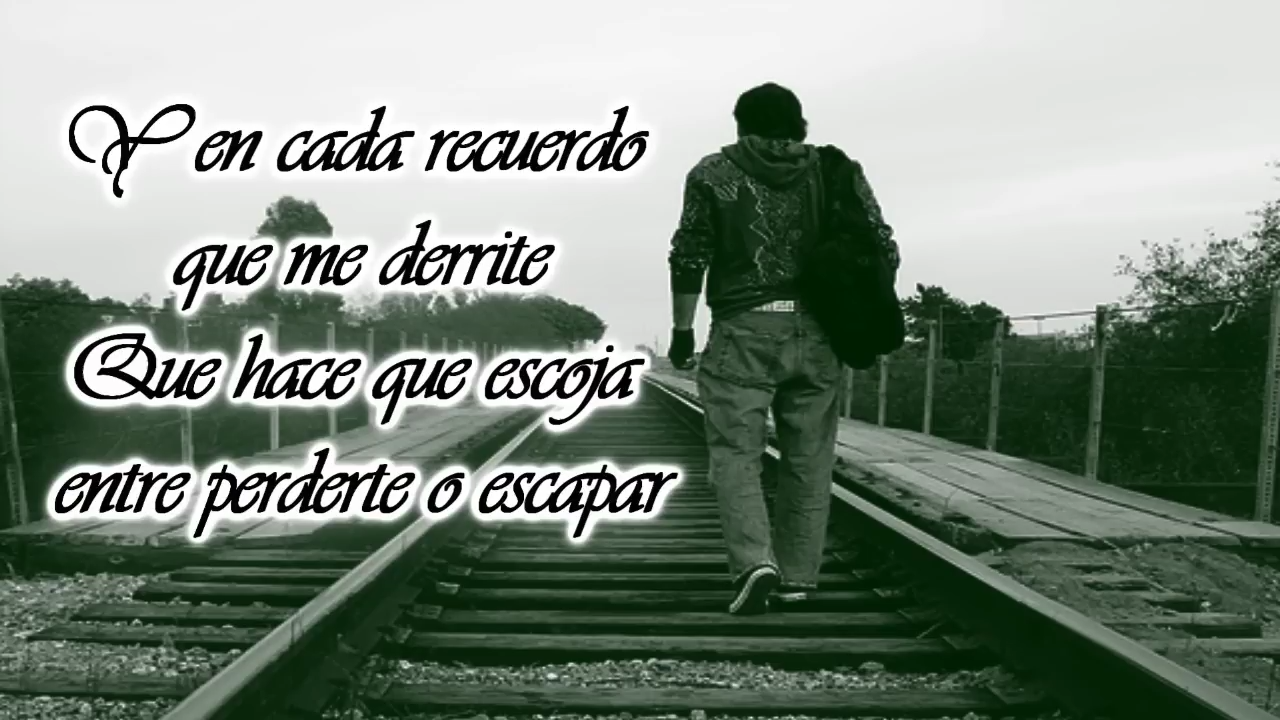 Y en cada recuerdo
que me derrite
Que hace que escoja
entre perderte o escapar